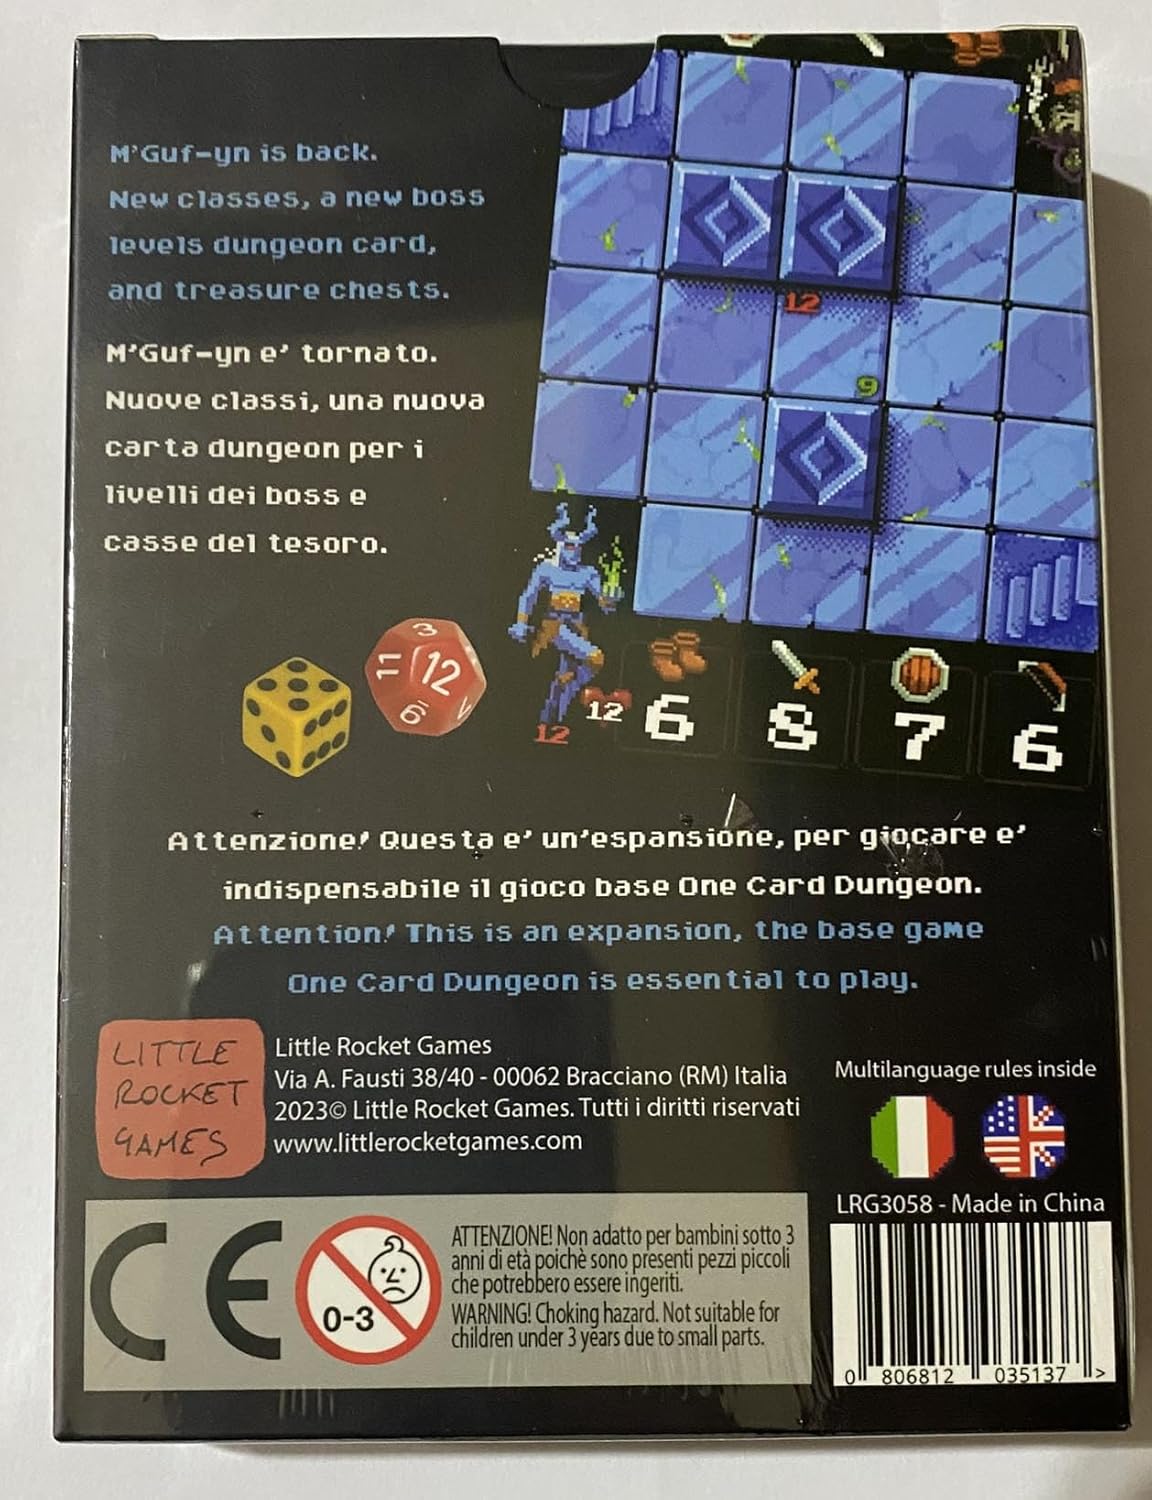 M'Guf-yn is back.
New classes, a new boss
levels dungeon card,
and treasure chests.
M'Guf-yn e' tornato.
Nuove classi, una nuova
carta dungeon per i
livelli dei boss e
casse del tesoro.
12
9
3
11
12
9
12
12
6
8
7
6
Attenzione! Questa e' un'espansione, per giocare e'
indispensabile il gioco base One Card Dungeon.
Attention! This is an expansion, the base game
One Card Dungeon is essential to play.
LITTLE
ROCKET
GAMES
Little Rocket Games
Via A. Fausti 38/40 - 00062 Bracciano (RM) Italia
2023© Little Rocket Games. Tutti i diritti riservati
www.littlerocketgames.com
Multilanguage rules inside
LRG3058 - Made in China
CE
0-3
ATTENZIONE! Non adatto per bambini sotto 3
anni di età poichè sono presenti pezzi piccoli
che potrebbero essere ingeriti.
WARNING! Choking hazard. Not suitable for
children under 3 years due to small parts.
0 806812 035137 >